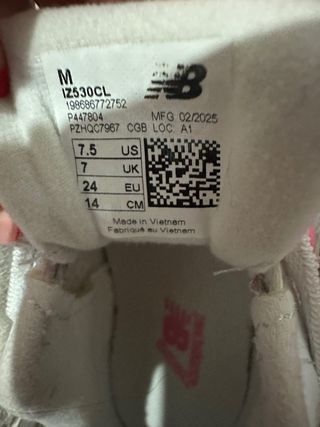 M
IZ530CL
198686772752
P447804 MFG 02/2025
PZHQC7967 CGB LOC. A1
7.5 US
7 UK
24 EU
14 CM
Made in Vietnam
Fabriqué au Vietnam